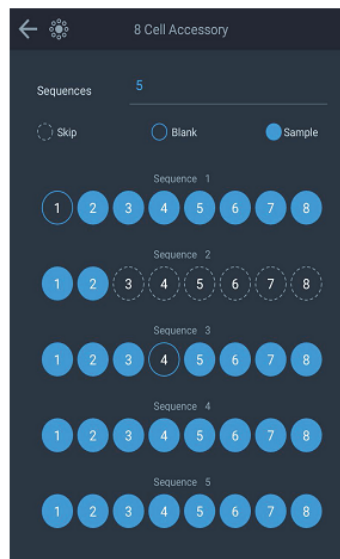 8 Cell Accessory
Sequences 5
Skip Blank Sample
Sequence 1
1 2 3 4 5 6 7 8
Sequence 2
1 2 3 4 5 6 7 8
Sequence 3
1 2 3 4 5 6 7 8
Sequence 4
1 2 3 4 5 6 7 8
Sequence 5
1 2 3 4 5 6 7 8